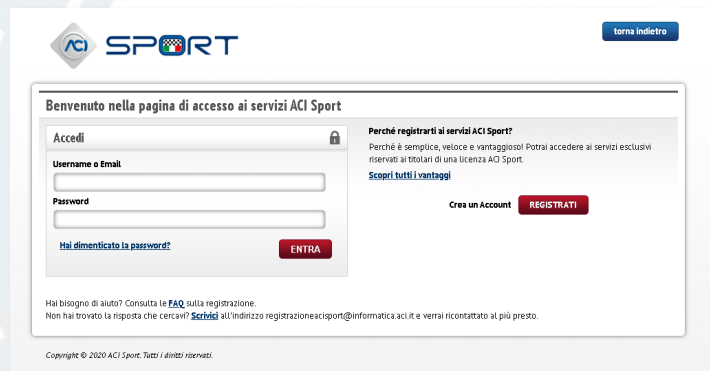 ACI SPORT
torna indietro
Benvenuto nella pagina di accesso ai servizi ACI Sport
Accedi
Username o Email
Password
Hai dimenticato la password?
ENTRA
Perché registrarti ai servizi ACI Sport?
Perché è semplice, veloce e vantaggioso! Potrai accedere ai servizi esclusivi
riservati ai titolari di una licenza ACI Sport.
Scopri tutti i vantaggi
Crea un Account REGISTRATI
Hai bisogno di aiuto? Consulta le FAQ sulla registrazione.
Non hai trovato la risposta che cercavi? Scrivici all'indirizzo registrazioneacisport@informatica.aci.it e verrai ricontattato al più presto.
Copyright © 2020 ACI Sport. Tutti i diritti riservati.